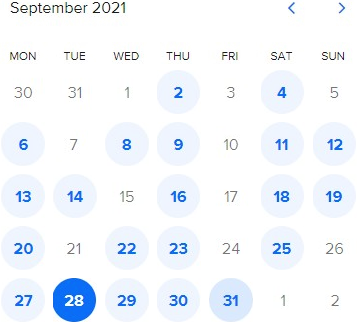 September 2021
MON TUE WED THU FRI SAT SUN
30 31 1 2 3 4 5
6 7 8 9 10 11 12
13 14 15 16 17 18 19
20 21 22 23 24 25 26
27 28 29 30 31 1 2